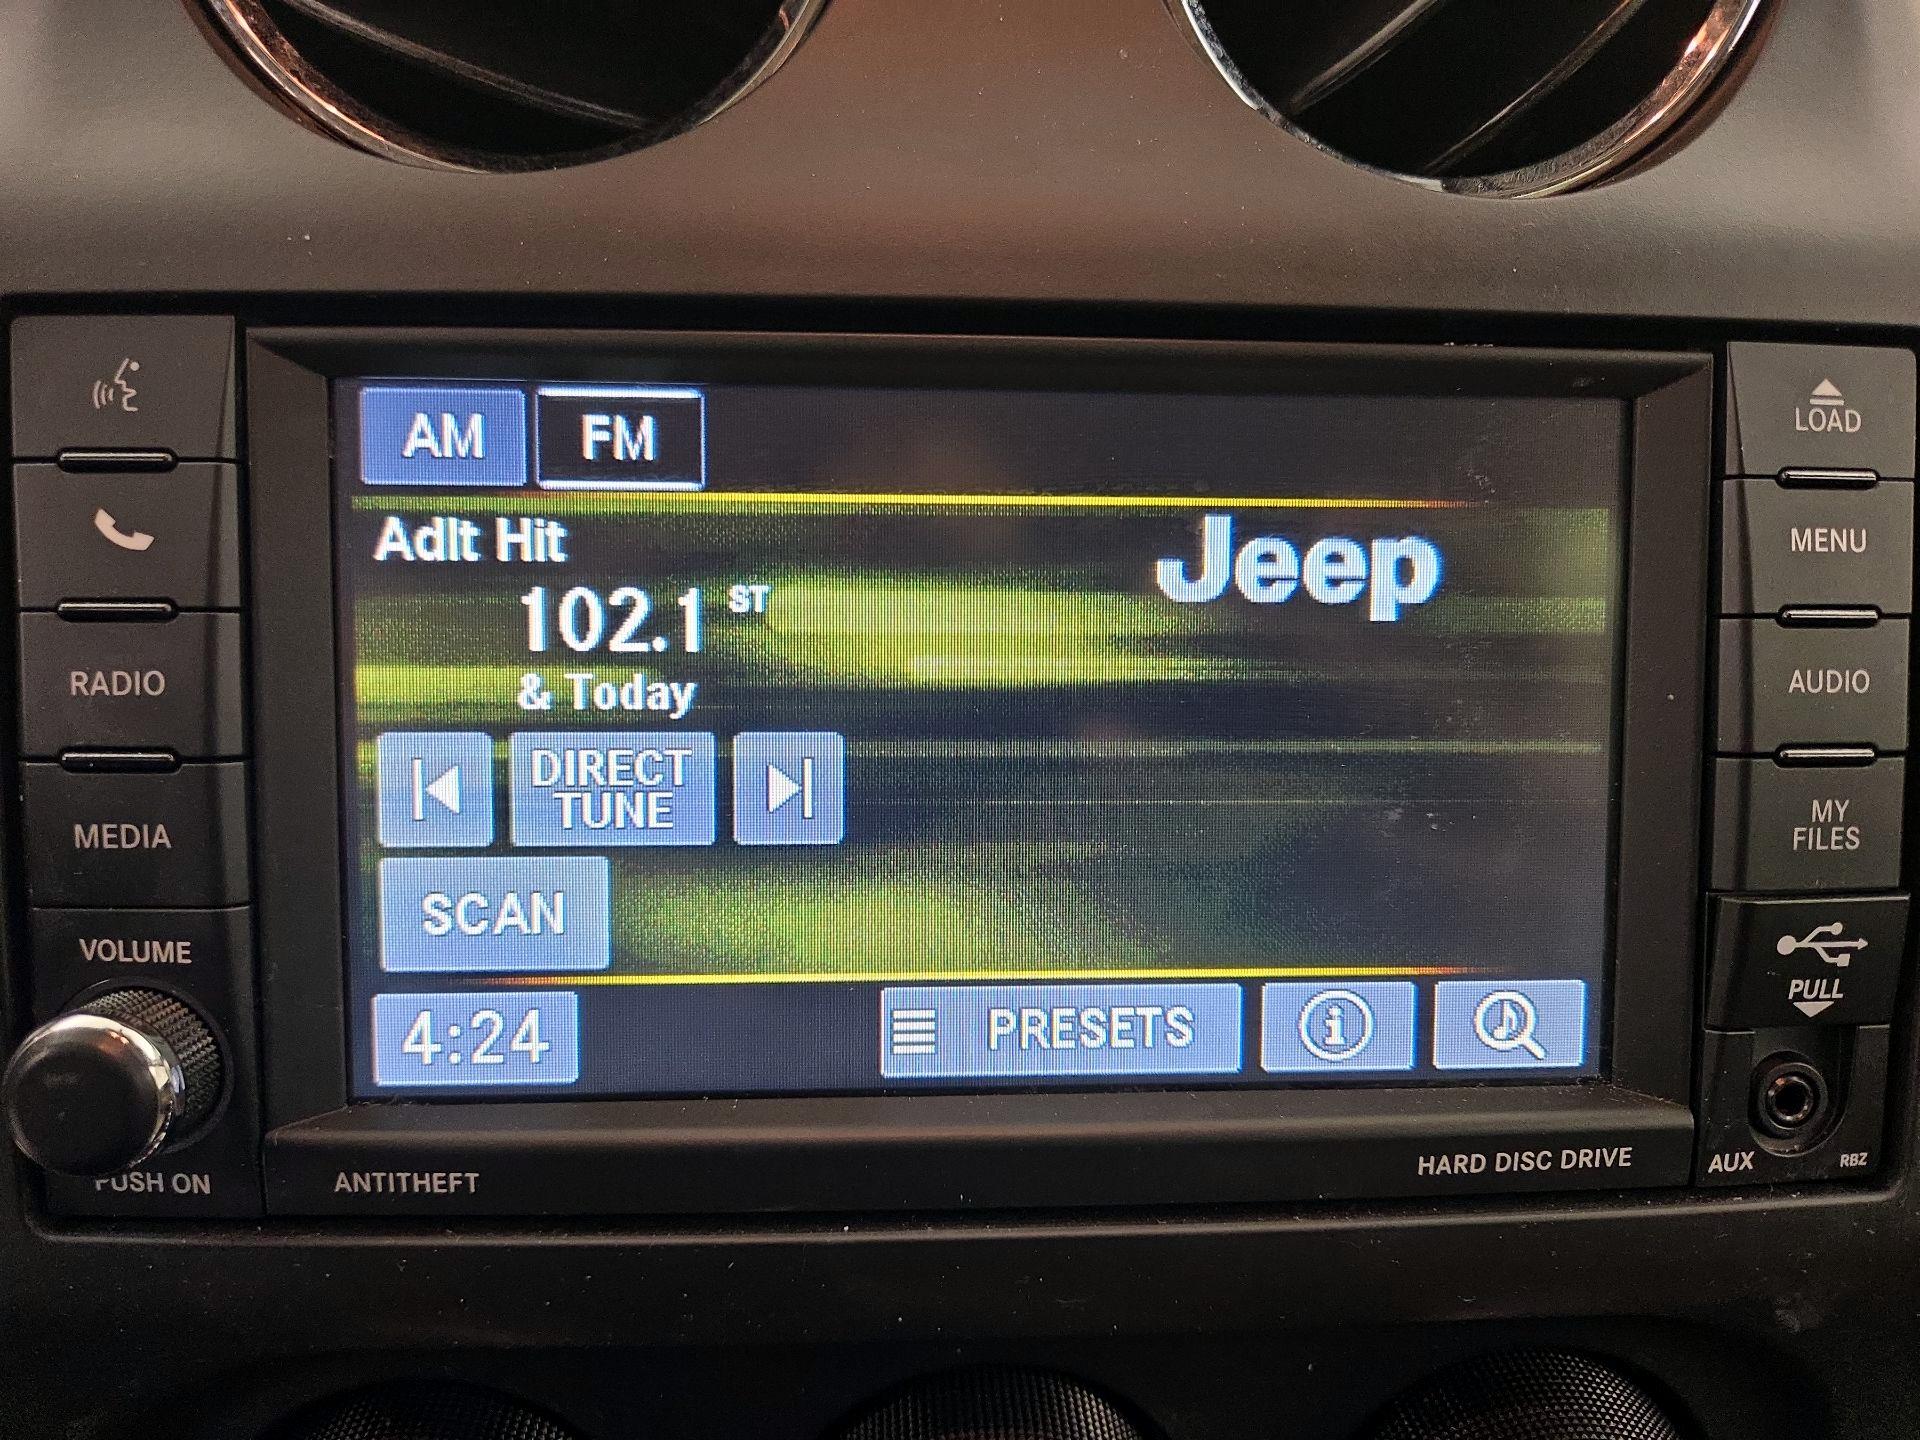 AM FM
Adlt Hit
Jeep
102.1 ST
& Today
DIRECT
TUNE
SCAN
4:24
PRESETS
RADIO
MEDIA
VOLUME
PUSH ON
ANTITHEFT
HARD DISC DRIVE
LOAD
MENU
AUDIO
MY
FILES
PULL
AUX
RBZ